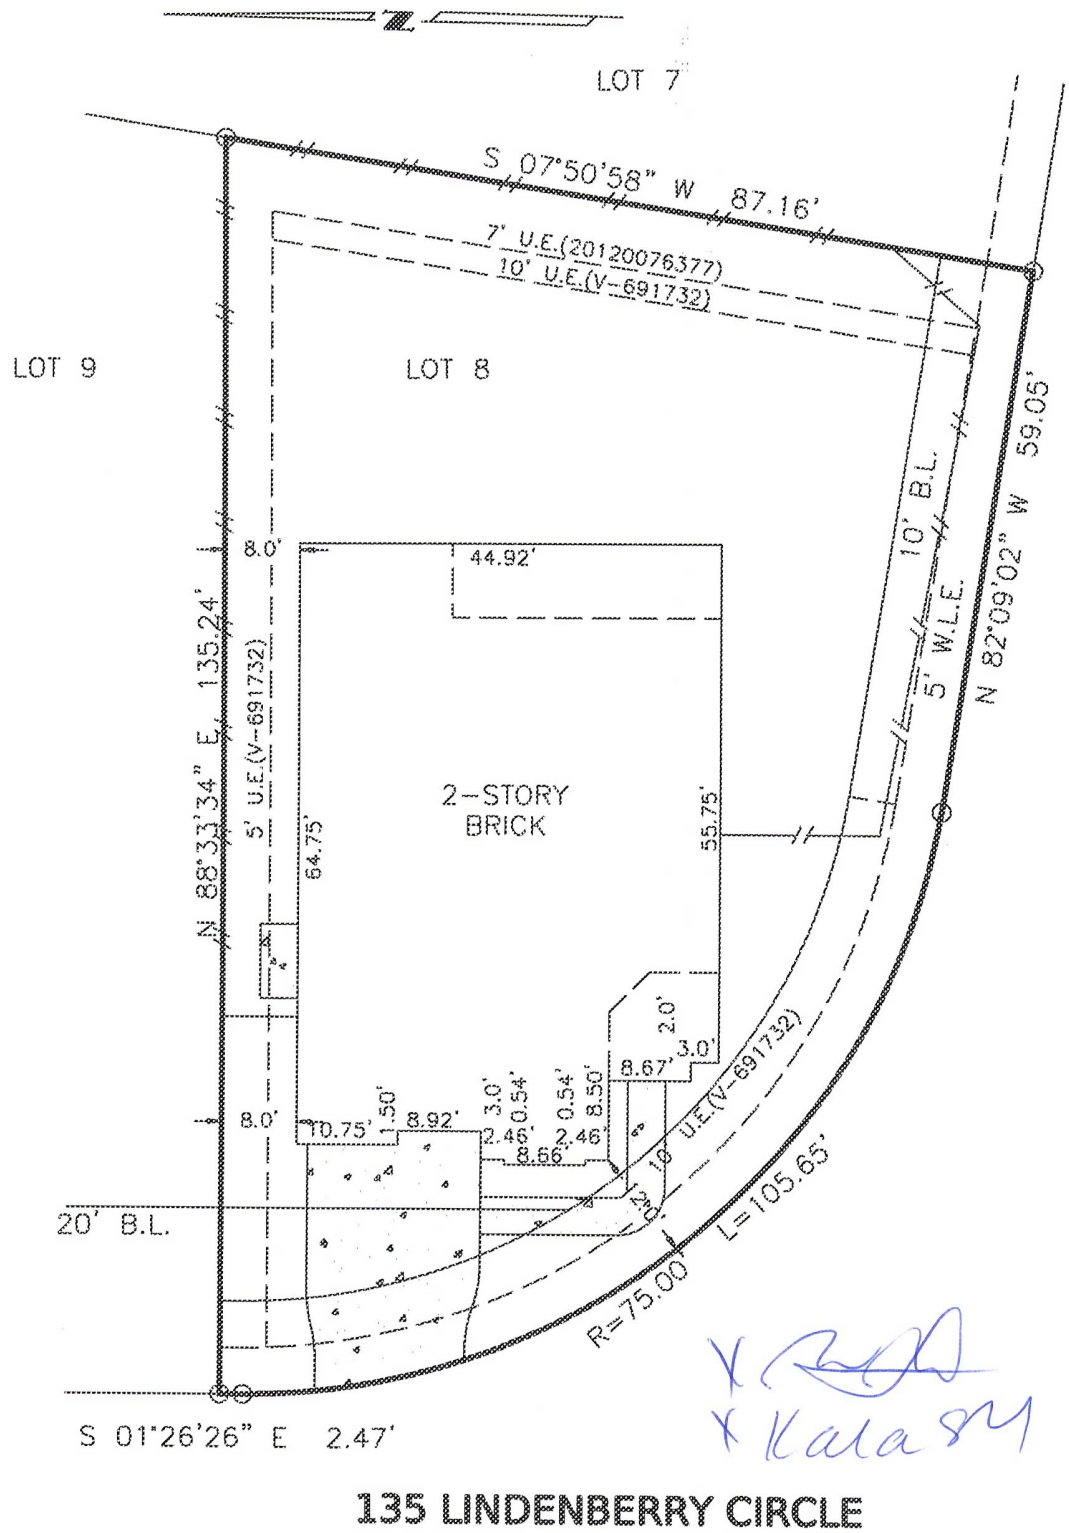 N
LOT 7
S 07°50'58" W 87.16'
7' U.E.(20120076377)
10' U.E.(V-691732)
LOT 9
LOT 8
N 82°09'02" W 59.05'
10' B.L.
5' W.L.E.
8.0'
44.92'
N 88°33'34" E, 135.24'
5' U.E.(V-691732)
64.75'
2-STORY
BRICK
55.75'
2.0'
3.0'
8.67'
8.0'
10.75'
1.50'
8.92'
3.0'
0.54'
0.54'
8.50'
2.46'
2.46'
8.66'
10' U.E.(V-691732)
20' B.L.
L=105.65'
R=75.00'
X
X Kala
S 01°26'26" E 2.47'
135 LINDENBERRY CIRCLE